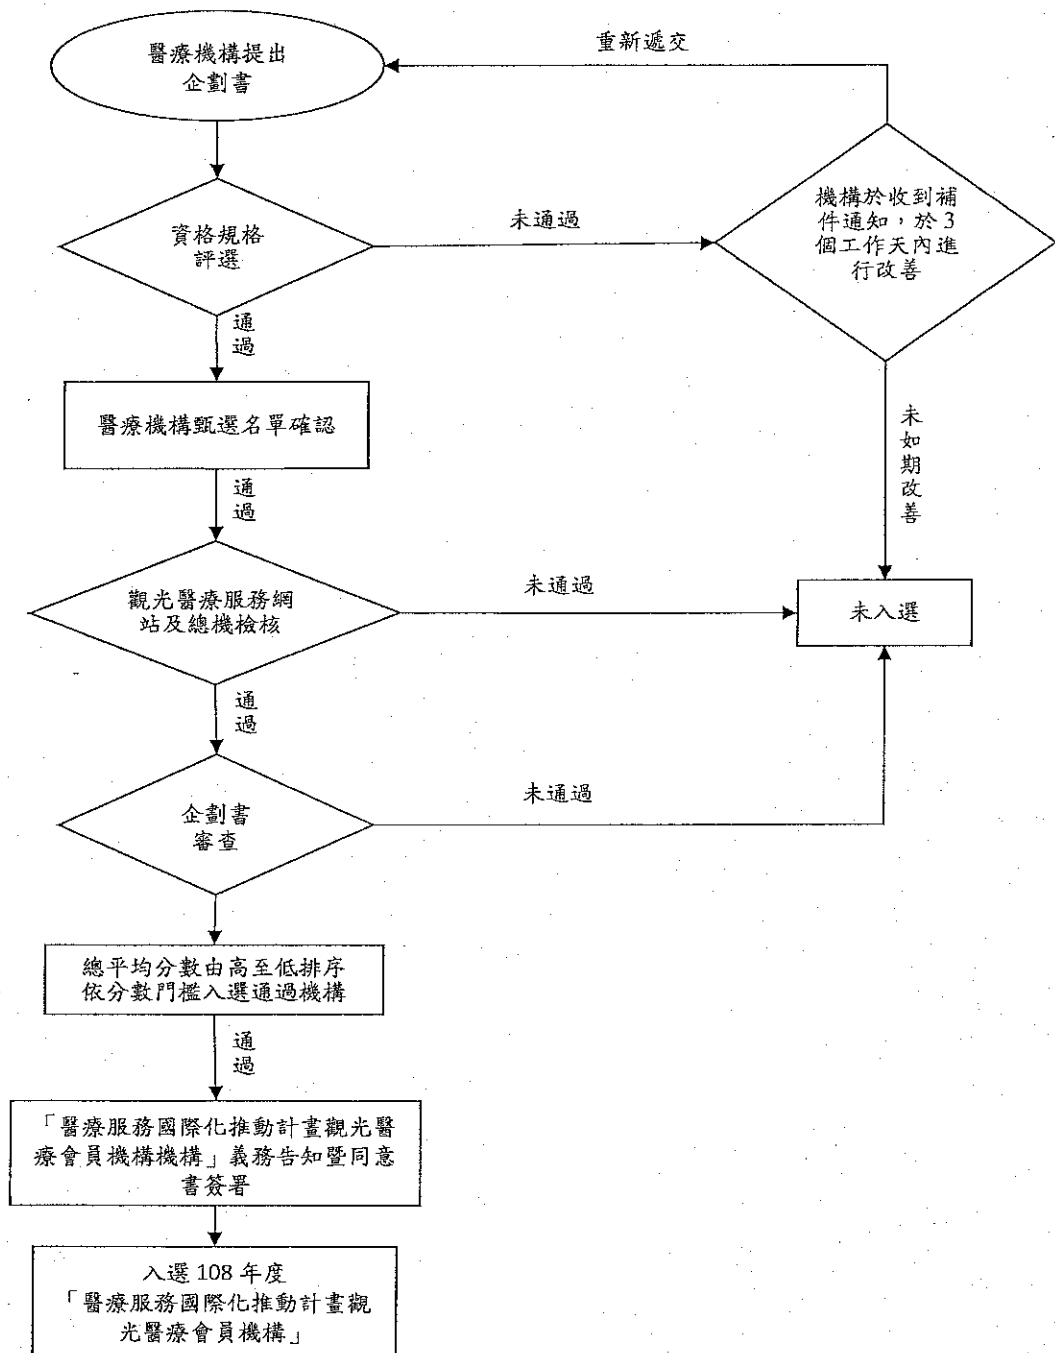 醫療機構提出
企劃書
重新遞交
資格規格
評選
未通過
機構於收到補
件通知，於 3
個工作天內進
行改善
通
過
醫療機構甄選名單確認
未
如
期
改
善
通
過
觀光醫療服務網
站及總機檢核
未通過
未入選
通
過
企劃書
審查
未通過
總平均分數由高至低排序
依分數門檻入選通過機構
通
過
「醫療服務國際化推動計畫觀光醫
療會員機構機構」義務告知暨同意
書簽署
入選 108 年度
「醫療服務國際化推動計畫觀
光醫療會員機構」